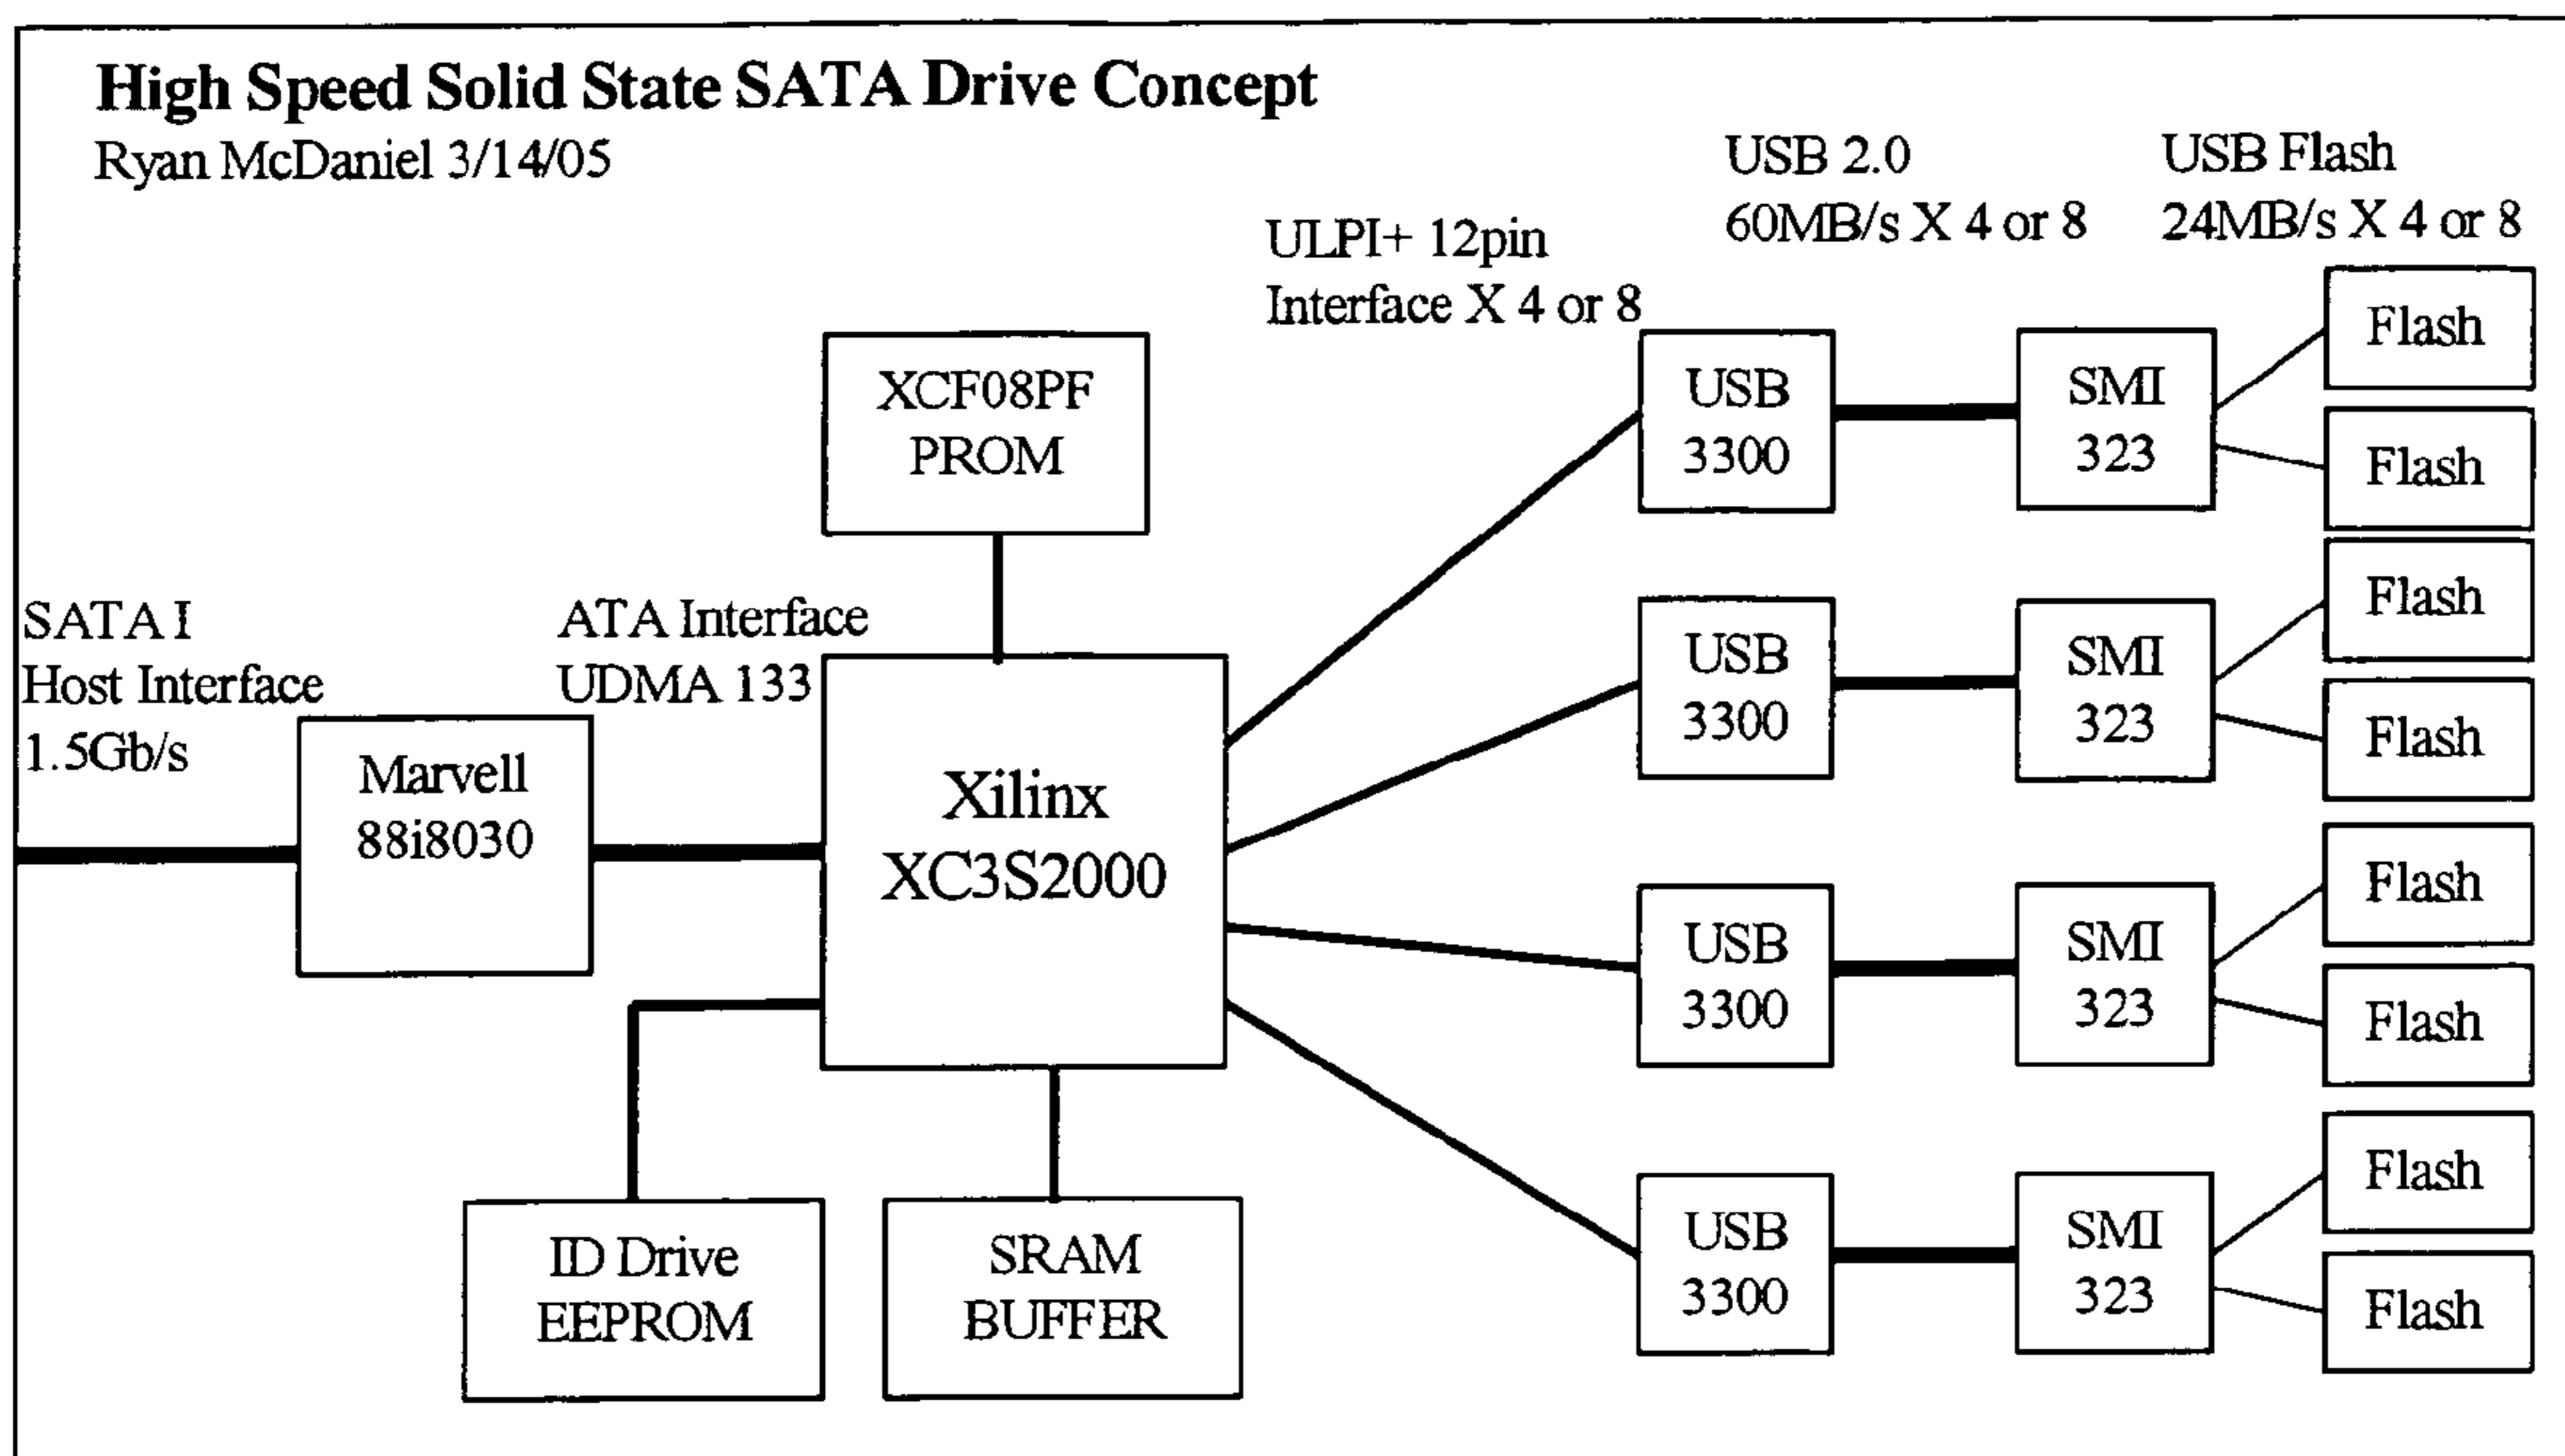 High Speed Solid State SATA Drive Concept
Ryan McDaniel 3/14/05
USB 2.0
60MB/s X 4 or 8
USB Flash
24MB/s X 4 or 8
ULPI+ 12pin
Interface X 4 or 8
XCF08PF
PROM
SATA I
Host Interface
1.5Gb/s
ATA Interface
UDMA 133
Marvell
88i8030
Xilinx
XC3S2000
ID Drive
EEPROM
SRAM
BUFFER
USB
3300
SMI
323
Flash
Flash
USB
3300
SMI
323
Flash
Flash
USB
3300
SMI
323
Flash
Flash
USB
3300
SMI
323
Flash
Flash